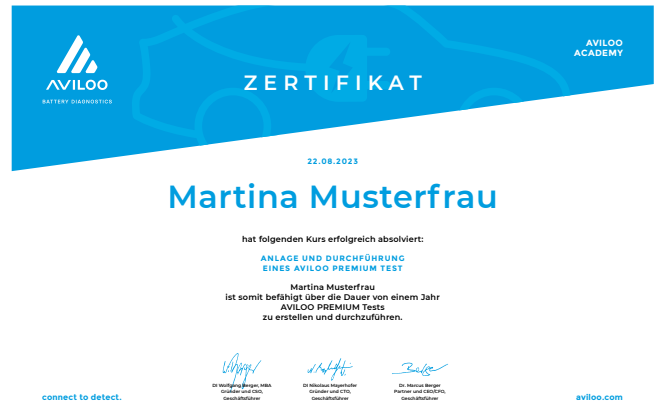 AVILOO
BATTERY DIAGNOSTICS
AVILOO
ACADEMY
ZERTIFIKAT
22.08.2023
Martina Musterfrau
hat folgenden Kurs erfolgreich absolviert:
ANLAGE UND DURCHFÜHRUNG
EINES AVILOO PREMIUM TEST
Martina Musterfrau
ist somit befähigt über die Dauer von einem Jahr
AVILOO PREMIUM Tests
zu erstellen und durchzuführen.
DI Wolfgang Berger, MBA
Gründer und CEO,
Geschäftsführer
DI Nikolaus Mayerhofer
Gründer und CTO,
Geschäftsführer
Dr. Marcus Berger
Partner und CEO/CFO,
Geschäftsführer
connect to detect.
aviloo.com